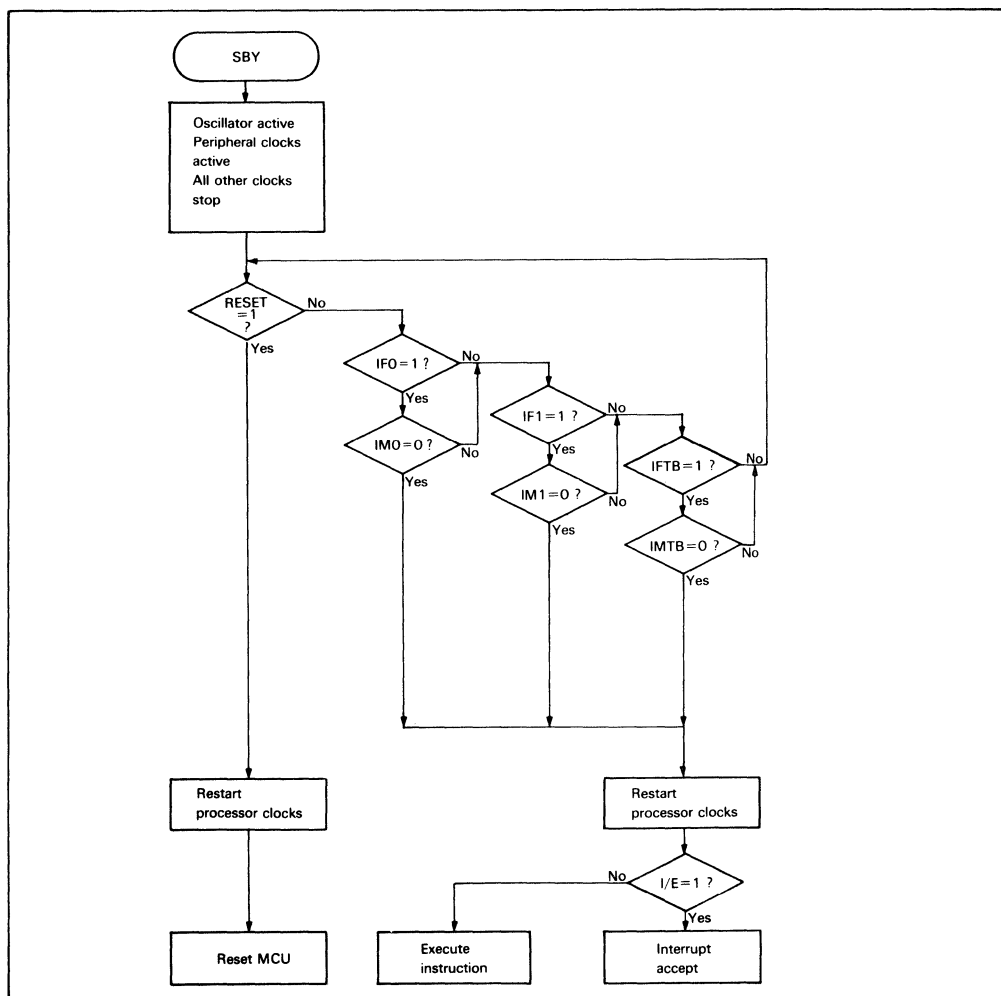 SBY
Oscillator active
Peripheral clocks
active
All other clocks
stop
RESET
=1
?
No
Yes
IF0=1 ?
No
Yes
IM0=0 ?
No
Yes
IF1=1 ?
No
Yes
IM1=0 ?
No
Yes
IFTB=1 ?
No
Yes
IMTB=0 ?
No
Yes
Restart
processor clocks
Restart
processor clocks
I/E=1 ?
No
Yes
Reset MCU
Execute
instruction
Interrupt
accept